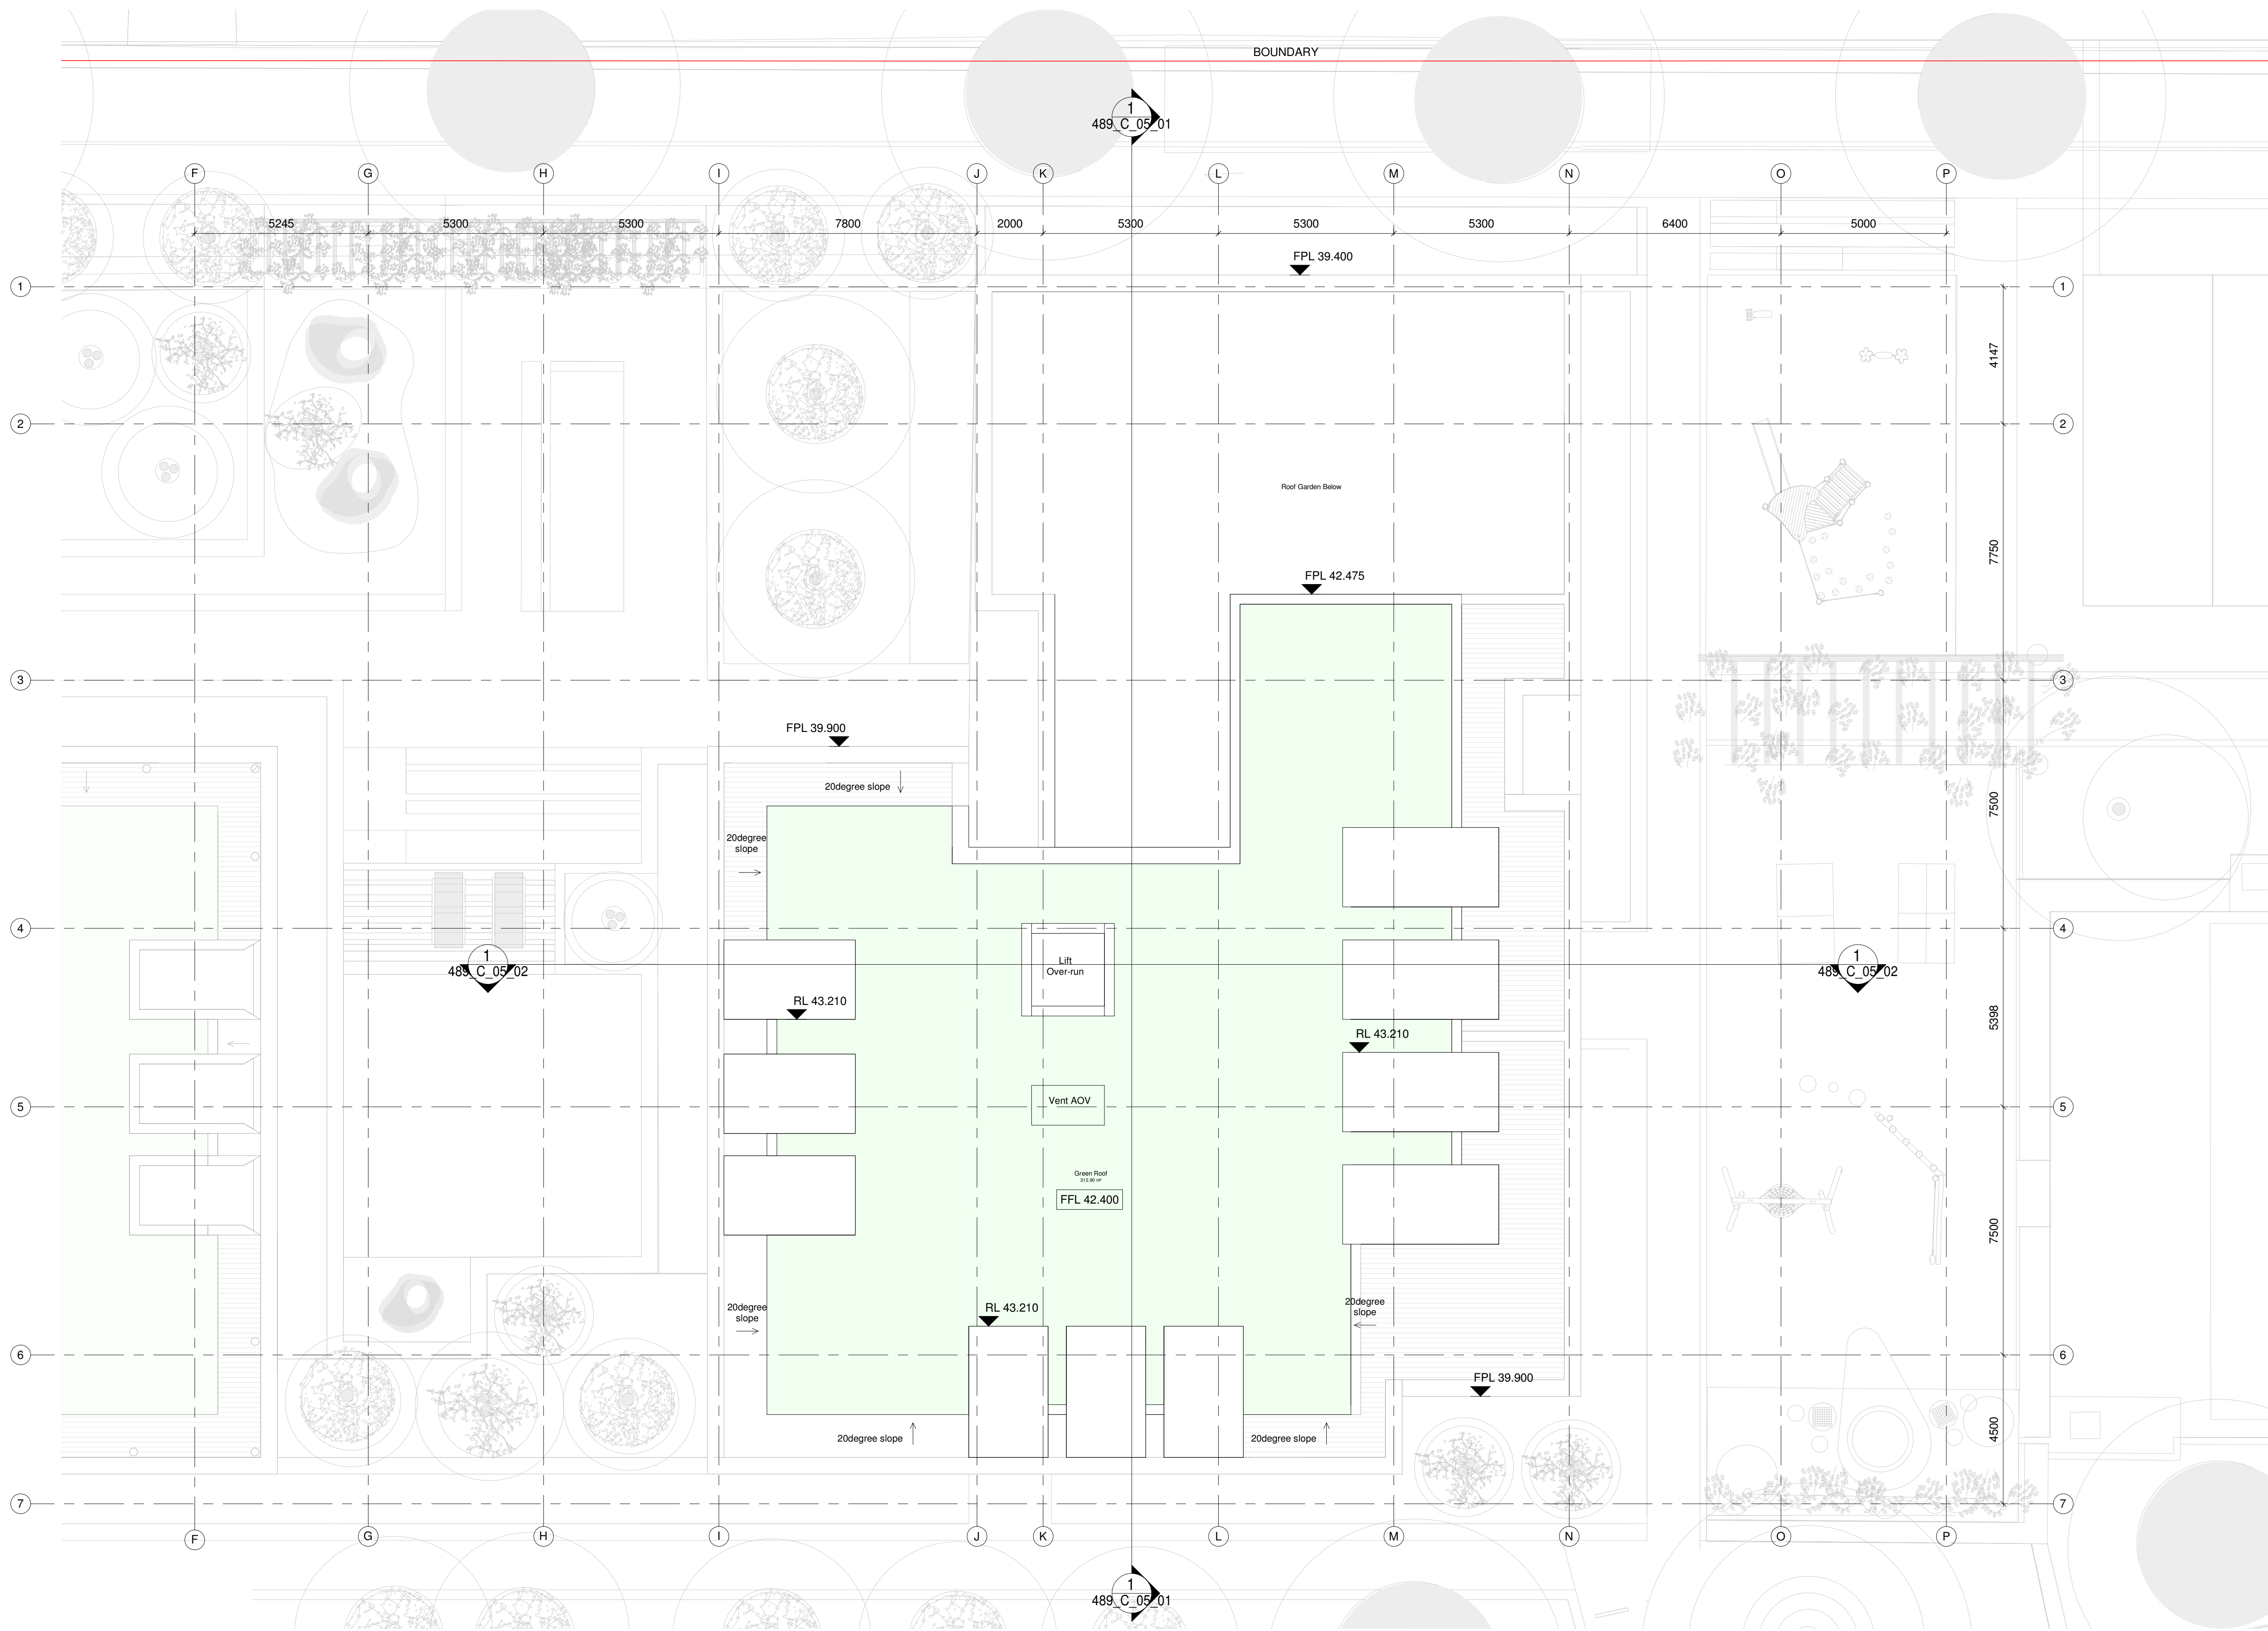 BOUNDARY
1
489_C_05_01
F G H I J K L M N O P
5245 5300 5300 7800 2000 5300 5300 5300 6400 5000
FPL 39.400
1 1
4147
2 2
Roof Garden Below
7750
FPL 42.475
3 3
FPL 39.900
20degree slope
7500
20degree
slope
4 4
1
489_C_05_02
Lift
Over-run
1
489_C_05_02
RL 43.210
5398
RL 43.210
Vent AOV
5 5
Green Roof
312.90 m²
FFL 42.400
7500
20degree
slope
RL 43.210
20degree
slope
6 6
FPL 39.900
20degree slope
20degree slope
4500
7 7
F G H I J K L M N O P
1
489_C_05_01